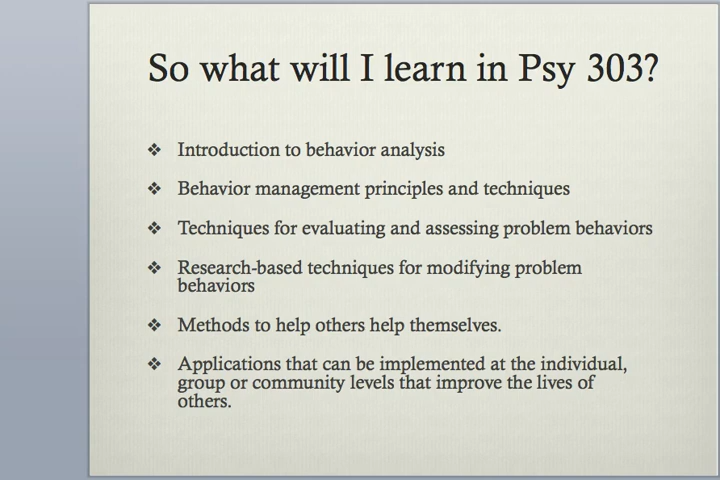 So what will I learn in Psy 303?
❖ Introduction to behavior analysis
❖ Behavior management principles and techniques
❖ Techniques for evaluating and assessing problem behaviors
❖ Research-based techniques for modifying problem
behaviors
❖ Methods to help others help themselves.
❖ Applications that can be implemented at the individual,
group or community levels that improve the lives of
others.